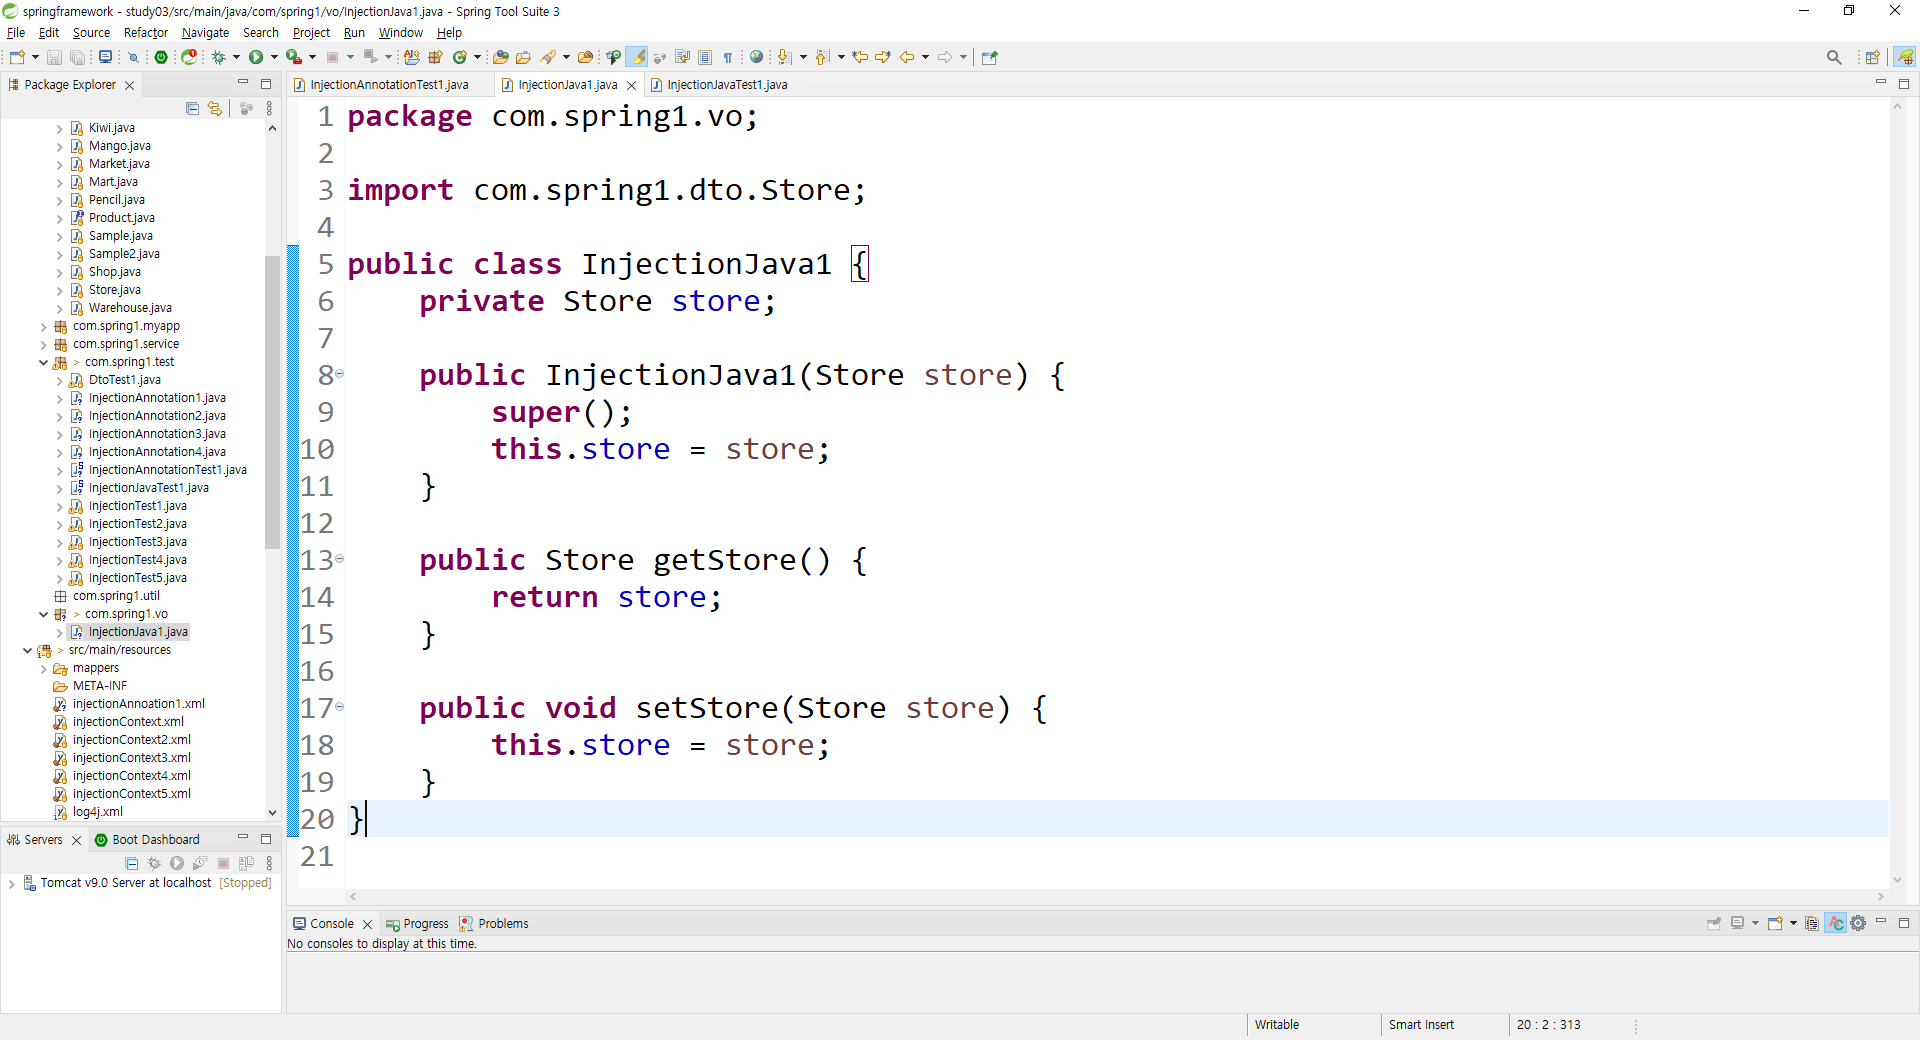 springframework - study03/src/main/java/com/spring1/vo/InjectionJava1.java - Spring Tool Suite 3
File Edit Source Refactor Navigate Search Project Run Window Help
Package Explorer
Kiwi.java
Mango.java
Market.java
Mart.java
Pencil.java
Product.java
Sample.java
Sample2.java
Shop.java
Store.java
Warehouse.java
com.spring1.myapp
com.spring1.service
> com.spring1.test
DtoTest1.java
InjectionAnnotation1.java
InjectionAnnotation2.java
InjectionAnnotation3.java
InjectionAnnotation4.java
InjectionAnnotationTest1.java
InjectionJavaTest1.java
InjectionTest1.java
InjectionTest2.java
InjectionTest3.java
InjectionTest4.java
InjectionTest5.java
com.spring1.util
> com.spring1.vo
InjectionJava1.java
> src/main/resources
mappers
META-INF
injectionAnnoation1.xml
injectionContext.xml
injectionContext2.xml
injectionContext3.xml
injectionContext4.xml
injectionContext5.xml
log4j.xml
Servers Boot Dashboard
Tomcat v9.0 Server at localhost [Stopped]
InjectionAnnotationTest1.java InjectionJava1.java InjectionJavaTest1.java
1 package com.spring1.vo;
2
3 import com.spring1.dto.Store;
4
5 public class InjectionJava1 {
6 private Store store;
7
8 public InjectionJava1(Store store) {
9 super();
10 this.store = store;
11 }
12
13 public Store getStore() {
14 return store;
15 }
16
17 public void setStore(Store store) {
18 this.store = store;
19 }
20 }
21
Console Progress Problems
No consoles to display at this time.
Writable Smart Insert 20 : 2 : 313